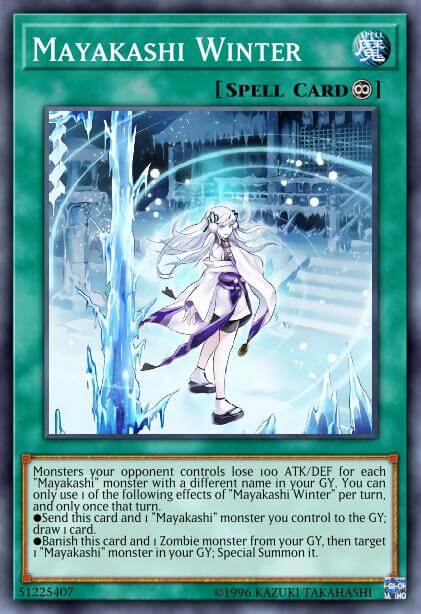 MAYAKASHI WINTER
SPELL
魔
[SPELL CARD]
Monsters your opponent controls lose 100 ATK/DEF for each
"Mayakashi" monster with a different name in your GY. You can
only use 1 of the following effects of "Mayakashi Winter" per turn,
and only once that turn.
●Send this card and 1 "Mayakashi" monster you control to the GY;
draw 1 card.
●Banish this card and 1 Zombie monster from your GY, then target
1 "Mayakashi" monster in your GY; Special Summon it.
51225407
©1996 KAZUKI TAKAHASHI